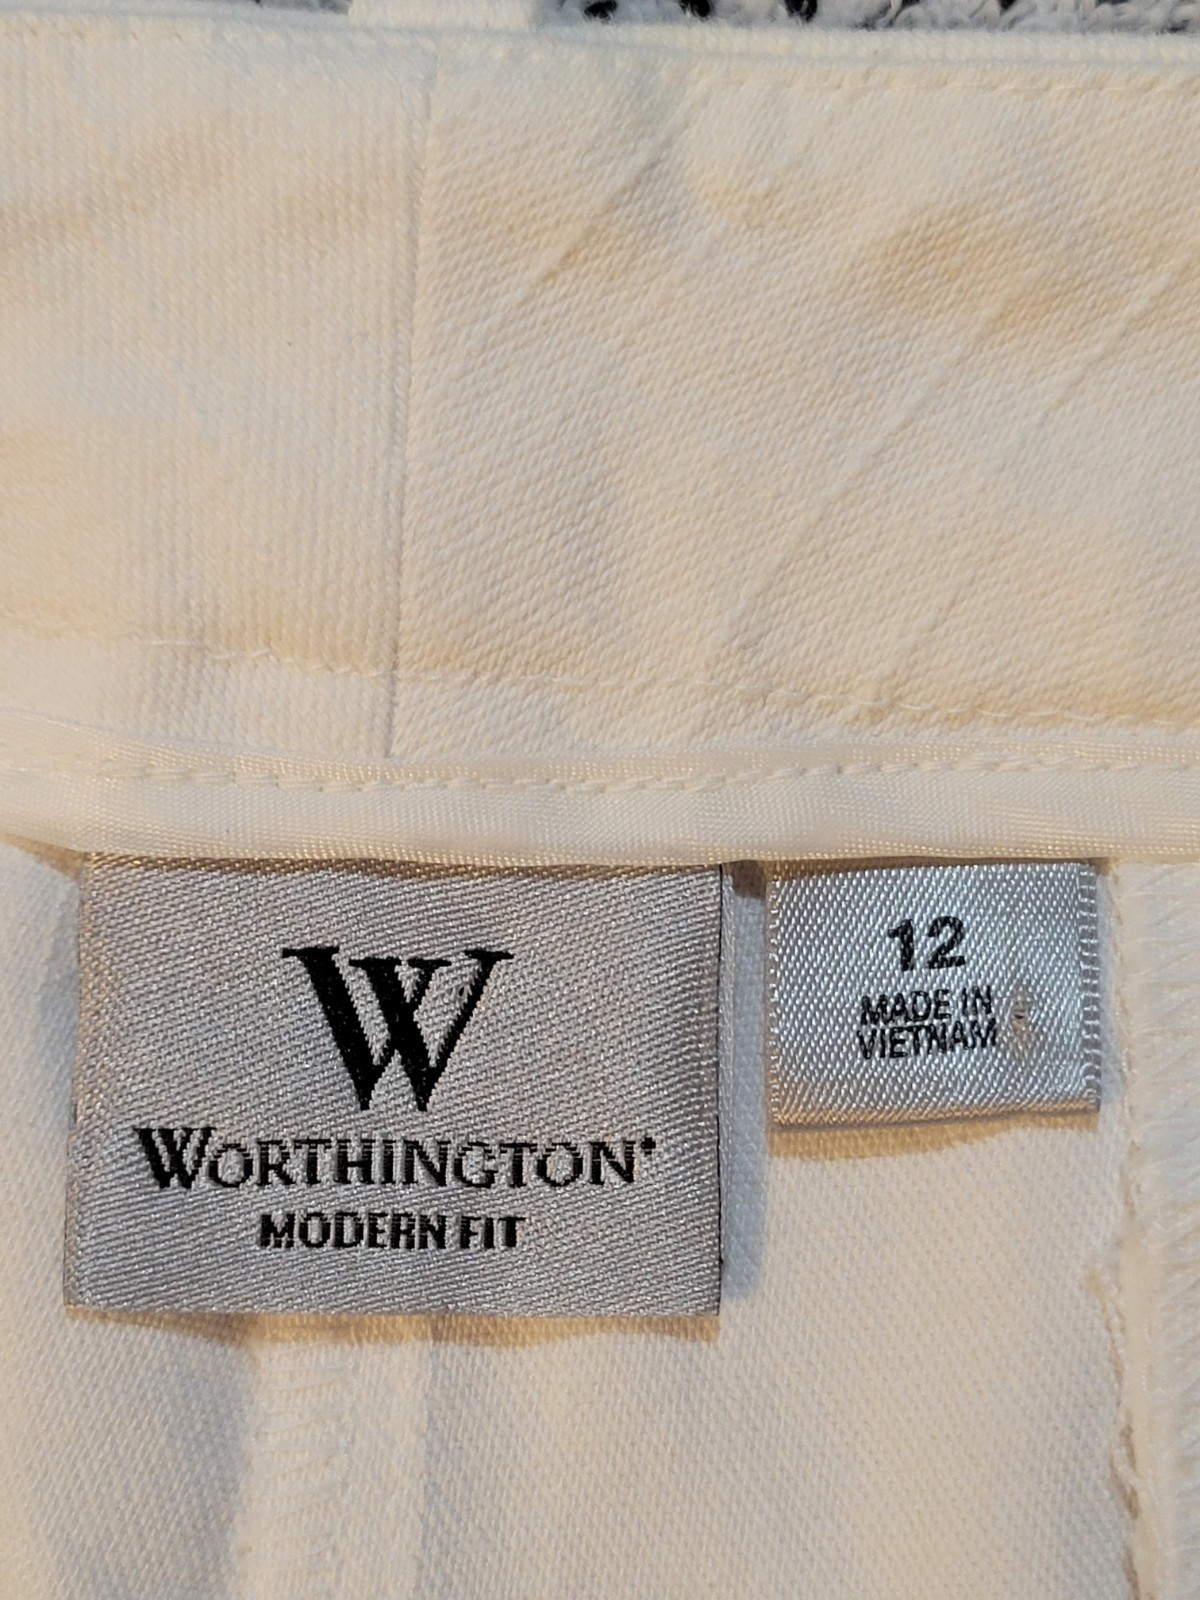 W
WORTHINGTON
MODERN FIT
12
MADE IN
VIETNAM